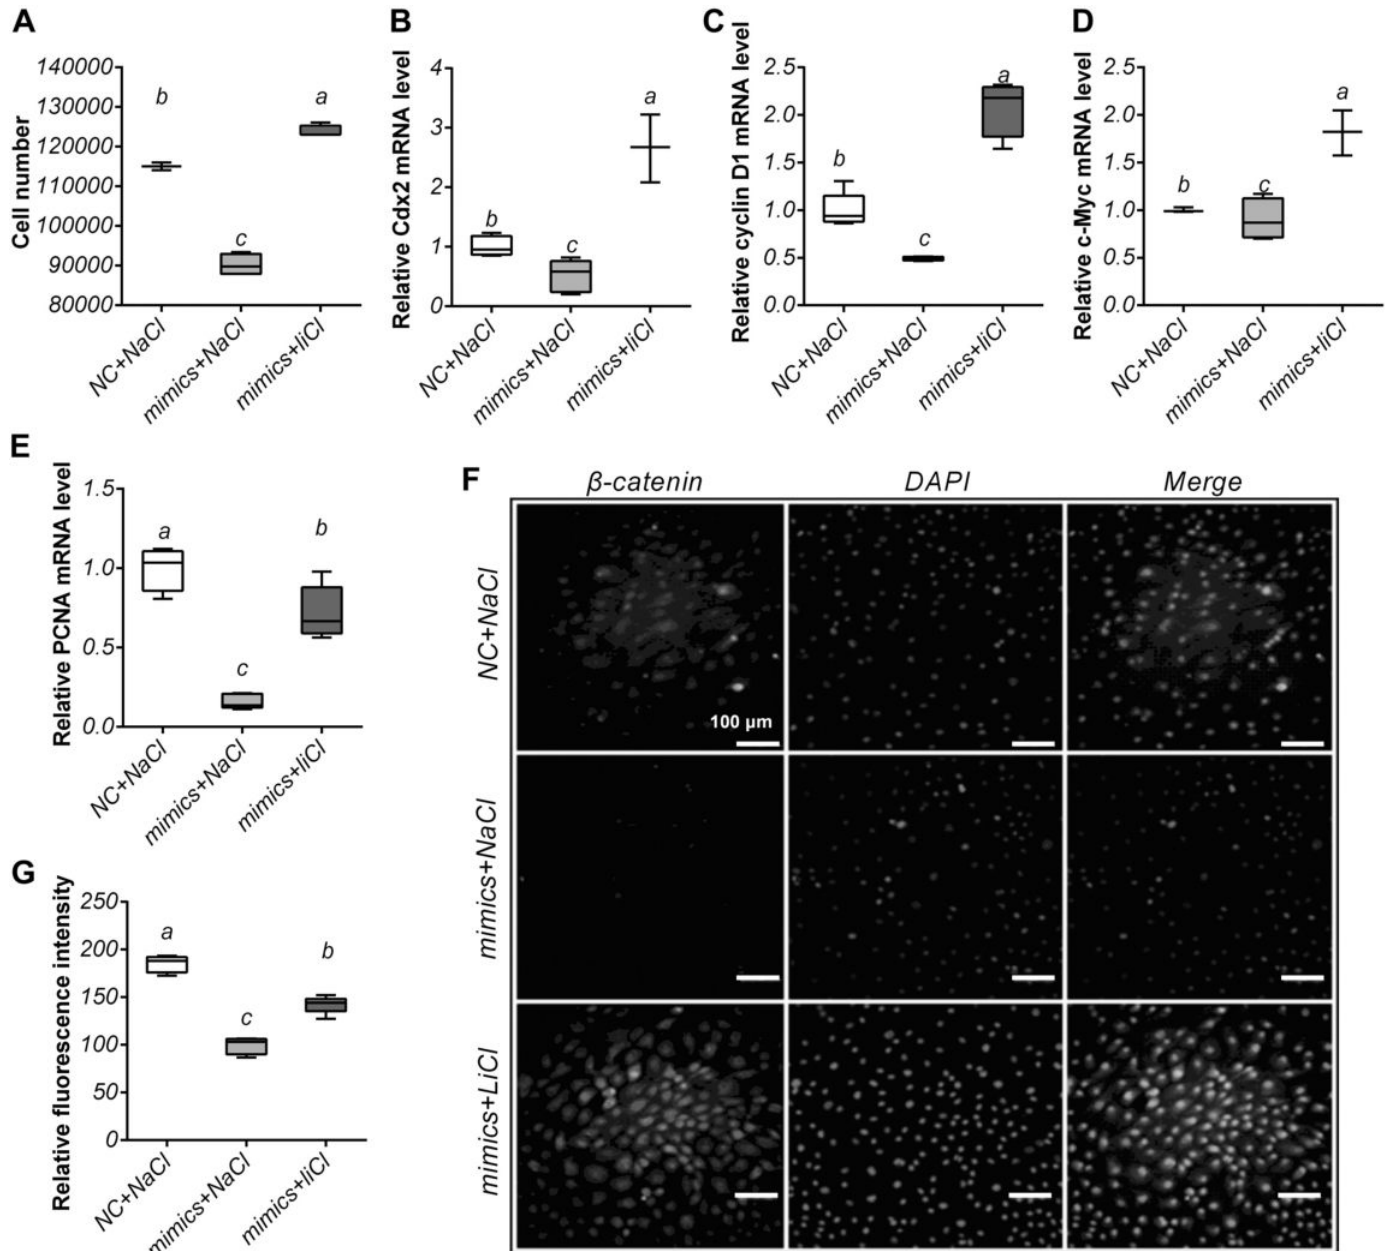 A
Cell number
140000
130000
120000
110000
100000
90000
80000
b
c
a
NC+NaCl
mimics+NaCl
mimics+liCl
B
Relative Cdx2 mRNA level
4
3
2
1
0
b
c
a
NC+NaCl
mimics+NaCl
mimics+liCl
C
Relative cyclin D1 mRNA level
2.5
2.0
1.5
1.0
0.5
0.0
b
c
a
NC+NaCl
mimics+NaCl
mimics+liCl
D
Relative c-Myc mRNA level
2.5
2.0
1.5
1.0
0.5
0.0
b
c
a
NC+NaCl
mimics+NaCl
mimics+liCl
E
Relative PCNA mRNA level
1.5
1.0
0.5
0.0
a
c
b
NC+NaCl
mimics+NaCl
mimics+liCl
F
β-catenin
DAPI
Merge
NC+NaCl
100 μm
mimics+NaCl
mimics+LiCl
G
Relative fluorescence intensity
250
200
150
100
50
0
a
c
b
NC+NaCl
mimics+NaCl
mimics+liCl